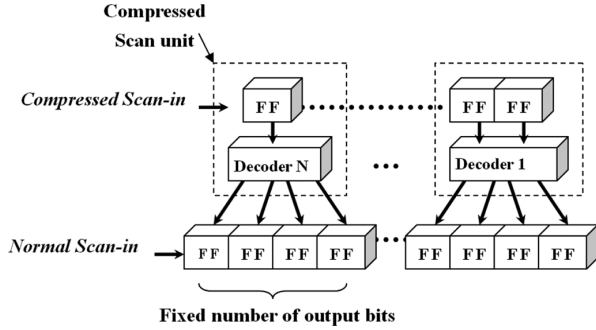 Compressed
Scan unit
Compressed Scan-in
FF FF FF
Decoder N Decoder 1
Normal Scan-in
FF FF FF FF FF FF FF FF
Fixed number of output bits